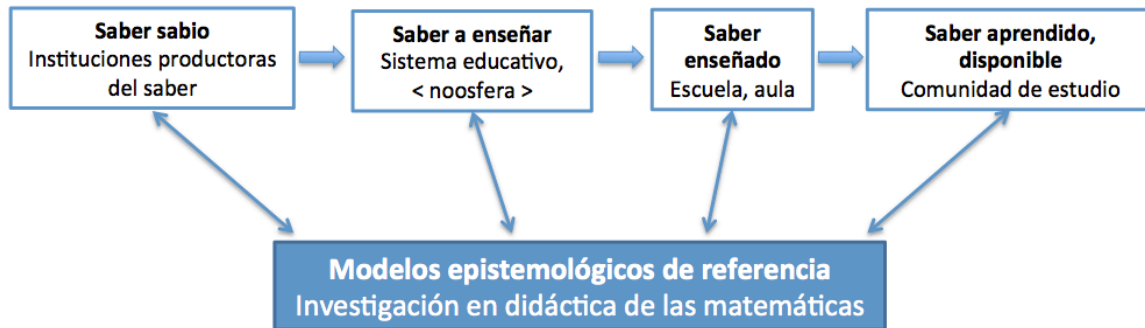 Saber sabio
Instituciones productoras
del saber
Saber a enseñar
Sistema educativo,
< noosfera >
Saber
enseñado
Escuela, aula
Saber aprendido,
disponible
Comunidad de estudio
Modelos epistemológicos de referencia
Investigación en didáctica de las matemáticas